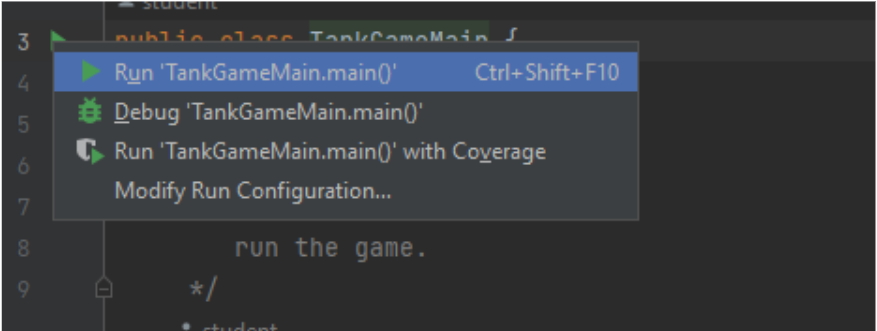 student
3 public class TankGameMain {
4 Run 'TankGameMain.main()' Ctrl+Shift+F10
5 Debug 'TankGameMain.main()'
6 Run 'TankGameMain.main()' with Coverage
7 Modify Run Configuration...
8 run the game.
9 */
student